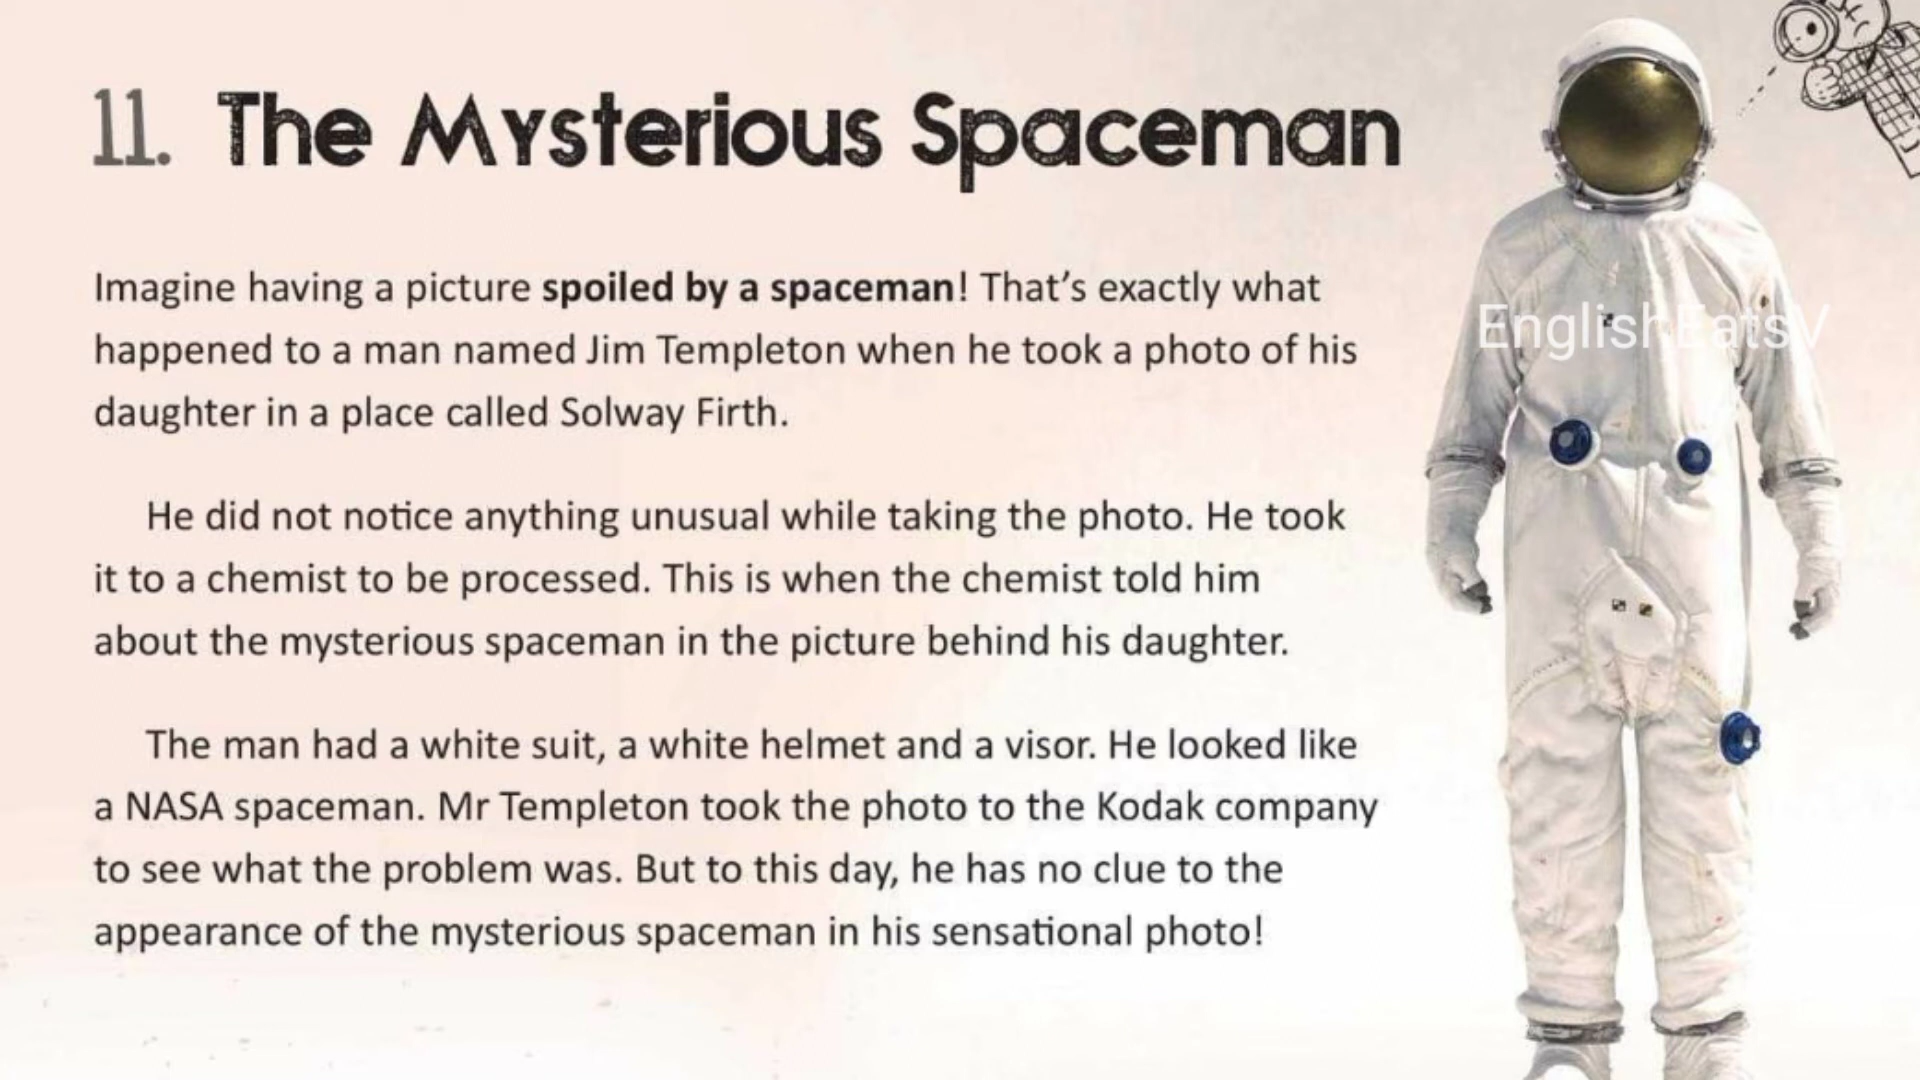 11. The Mysterious Spaceman
Imagine having a picture spoiled by a spaceman! That's exactly what
happened to a man named Jim Templeton when he took a photo of his
daughter in a place called Solway Firth.
He did not notice anything unusual while taking the photo. He took
it to a chemist to be processed. This is when the chemist told him
about the mysterious spaceman in the picture behind his daughter.
The man had a white suit, a white helmet and a visor. He looked like
a NASA spaceman. Mr Templeton took the photo to the Kodak company
to see what the problem was. But to this day, he has no clue to the
appearance of the mysterious spaceman in his sensational photo!
English EatsV